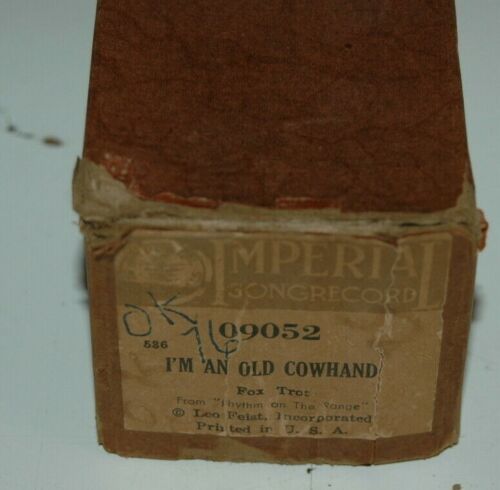 IMPERIAL
SONGRECORD
OK
76 09052
536
I'M AN OLD COWHAND
Fox Trot
From "Rhythm on The Range"
© Leo Feist, Incorporated
Printed in U. S. A.